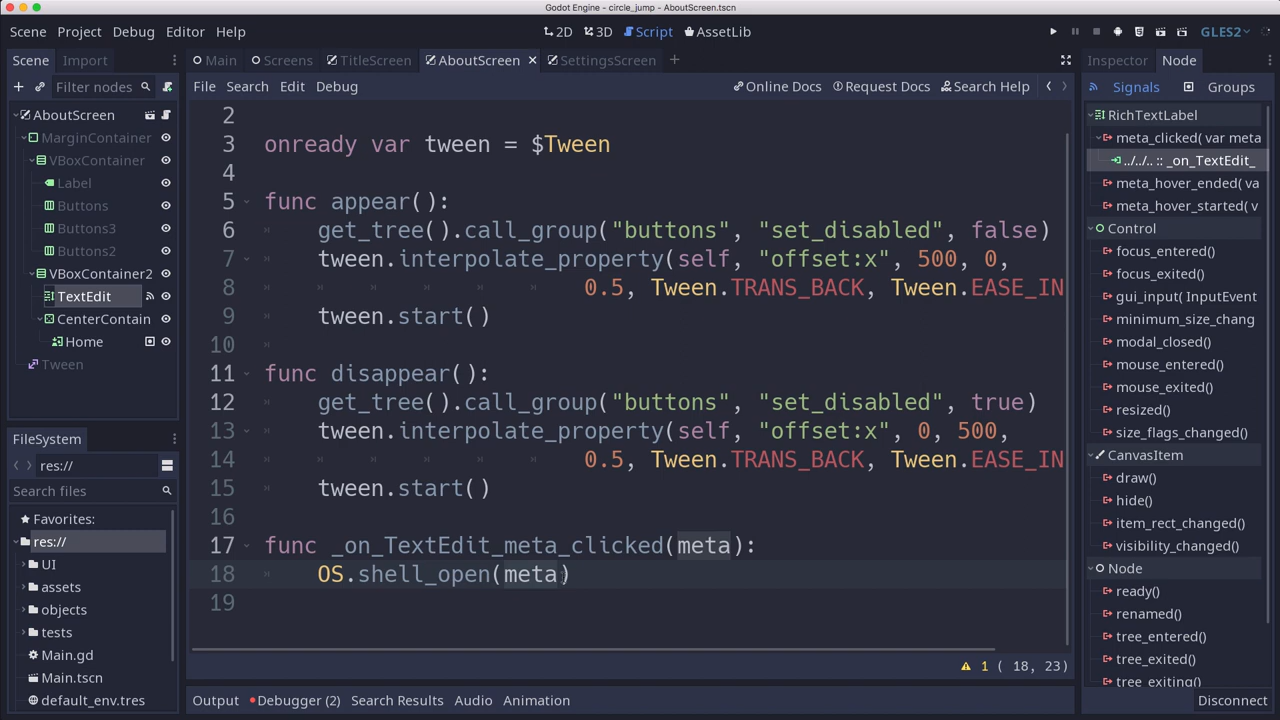 Godot Engine - circle_jump - AboutScreen.tscn
Scene Project Debug Editor Help
2D 3D Script AssetLib
GLES2
Scene Import
Filter nodes
AboutScreen
MarginContainer
VBoxContainer
Label
Buttons
Buttons3
Buttons2
VBoxContainer2
TextEdit
CenterContain
Home
Tween
FileSystem
res://
Search files
Favorites:
res://
UI
assets
objects
tests
Main.gd
Main.tscn
default_env.tres
Main Screens TitleScreen AboutScreen SettingsScreen
File Search Edit Debug
Online Docs Request Docs Search Help
2
3 onready var tween = $Tween
4
5 func appear():
6 get_tree().call_group("buttons", "set_disabled", false)
7 tween.interpolate_property(self, "offset:x", 500, 0,
8 0.5, Tween.TRANS_BACK, Tween.EASE_IN
9 tween.start()
10
11 func disappear():
12 get_tree().call_group("buttons", "set_disabled", true)
13 tween.interpolate_property(self, "offset:x", 0, 500,
14 0.5, Tween.TRANS_BACK, Tween.EASE_IN
15 tween.start()
16
17 func _on_TextEdit_meta_clicked(meta):
18 OS.shell_open(meta)
19
1 ( 18, 23)
Output Debugger (2) Search Results Audio Animation
Inspector Node
Signals Groups
RichTextLabel
meta_clicked( var meta
../../.. :: _on_TextEdit_
meta_hover_ended( va
meta_hover_started( v
Control
focus_entered()
focus_exited()
gui_input( InputEvent
minimum_size_chang
modal_closed()
mouse_entered()
mouse_exited()
resized()
size_flags_changed()
CanvasItem
draw()
hide()
item_rect_changed()
visibility_changed()
Node
ready()
renamed()
tree_entered()
tree_exited()
tree_exiting()
Disconnect